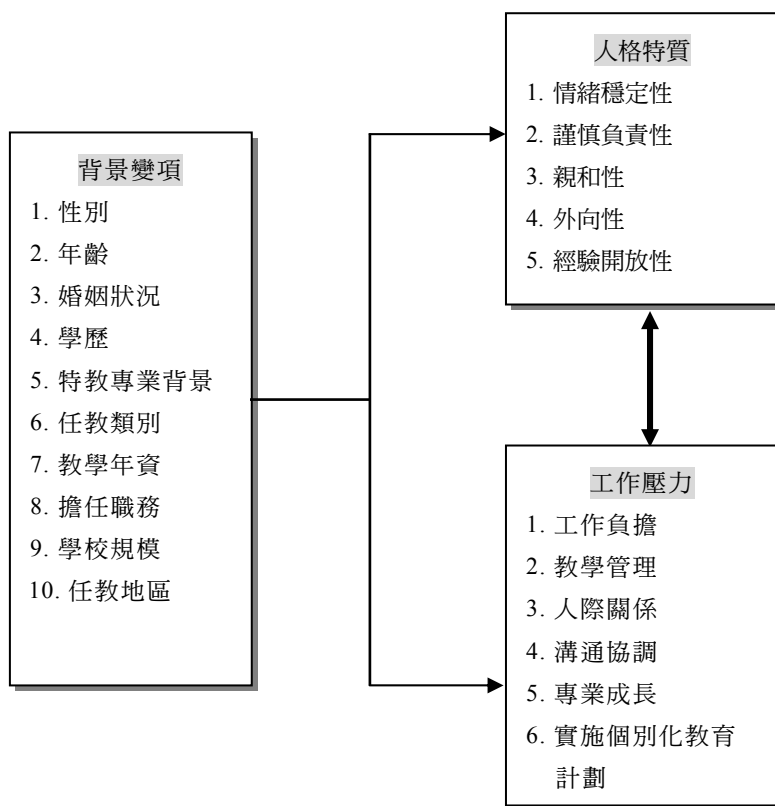 背景變項
1. 性別
2. 年齡
3. 婚姻狀況
4. 學歷
5. 特教專業背景
6. 任教類別
7. 教學年資
8. 擔任職務
9. 學校規模
10. 任教地區
人格特質
1. 情緒穩定性
2. 謹慎負責性
3. 親和性
4. 外向性
5. 經驗開放性
工作壓力
1. 工作負擔
2. 教學管理
3. 人際關係
4. 溝通協調
5. 專業成長
6. 實施個別化教育
計劃